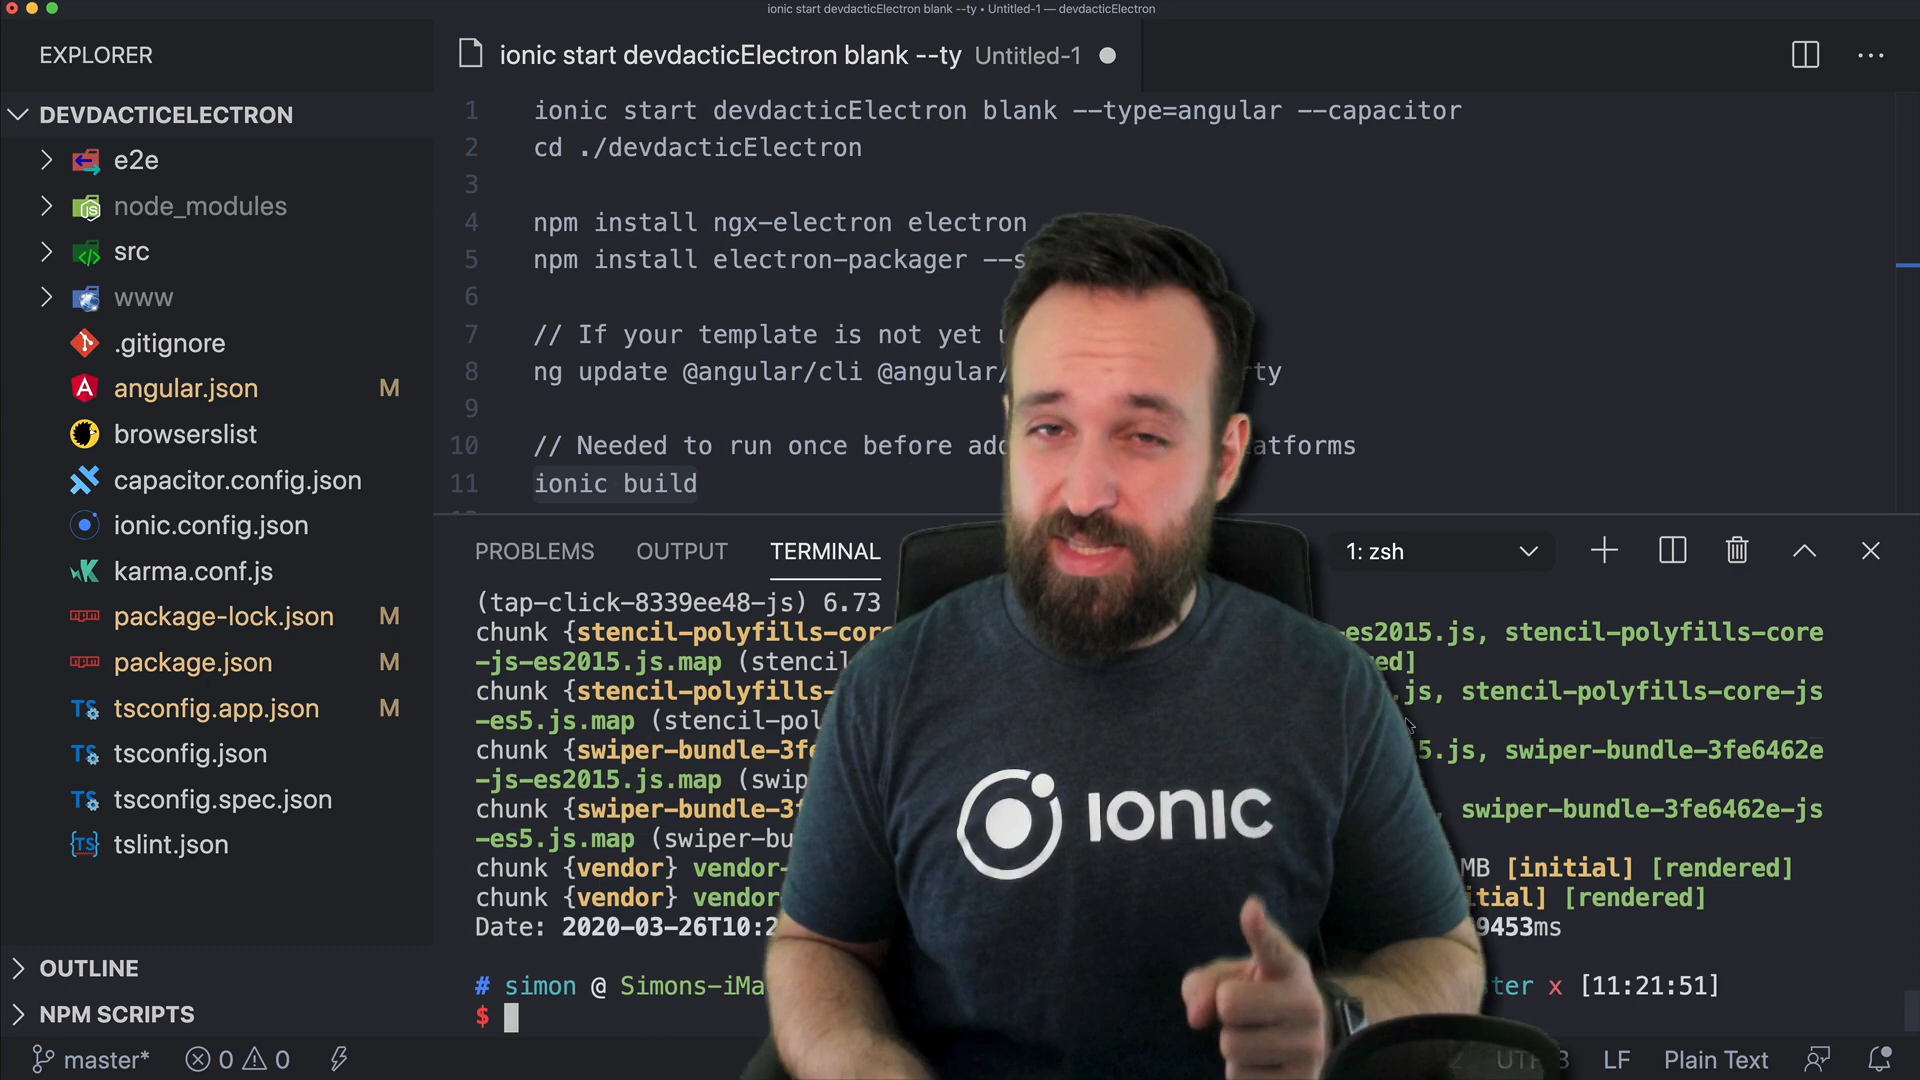 ionic start devdacticElectron blank --ty • Untitled-1 — devdacticElectron
EXPLORER
DEVDACTICELECTRON
e2e
node_modules
src
www
.gitignore
angular.json M
browserslist
capacitor.config.json
ionic.config.json
karma.conf.js
package-lock.json M
package.json M
tsconfig.app.json M
tsconfig.json
tsconfig.spec.json
tslint.json
OUTLINE
NPM SCRIPTS
ionic start devdacticElectron blank --ty Untitled-1
1 ionic start devdacticElectron blank --type=angular --capacitor
2 cd ./devdacticElectron
3
4 npm install ngx-electron electron
5 npm install electron-packager --s
6
7 // If your template is not yet
8 ng update @angular/cli @angular/ rty
9
10 // Needed to run once before add atforms
11 ionic build
PROBLEMS OUTPUT TERMINAL 1: zsh
(tap-click-8339ee48-js) 6.73
chunk {stencil-polyfills-core -es2015.js, stencil-polyfills-core
-js-es2015.js.map (stencil ed]
chunk {stencil-polyfills- .js, stencil-polyfills-core-js
-es5.js.map (stencil-pol
chunk {swiper-bundle-3fe 5.js, swiper-bundle-3fe6462e
-js-es2015.js.map (swip
chunk {swiper-bundle-3f , swiper-bundle-3fe6462e-js
-es5.js.map (swiper-bu
chunk {vendor} vendor- MB [initial] [rendered]
chunk {vendor} vendor itial] [rendered]
Date: 2020-03-26T10:2 9453ms
# simon @ Simons-iMa ter x [11:21:51]
$
IONIC
master* 0 0 LF Plain Text